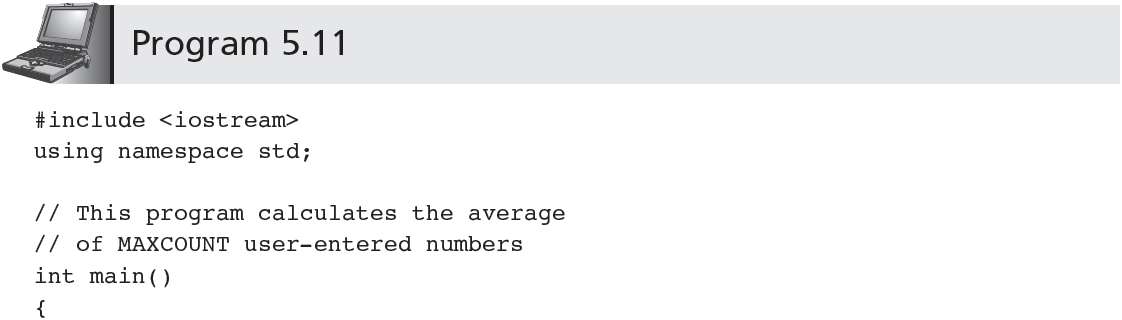 Program 5.11
#include <iostream>
using namespace std;
// This program calculates the average
// of MAXCOUNT user-entered numbers
int main()
{